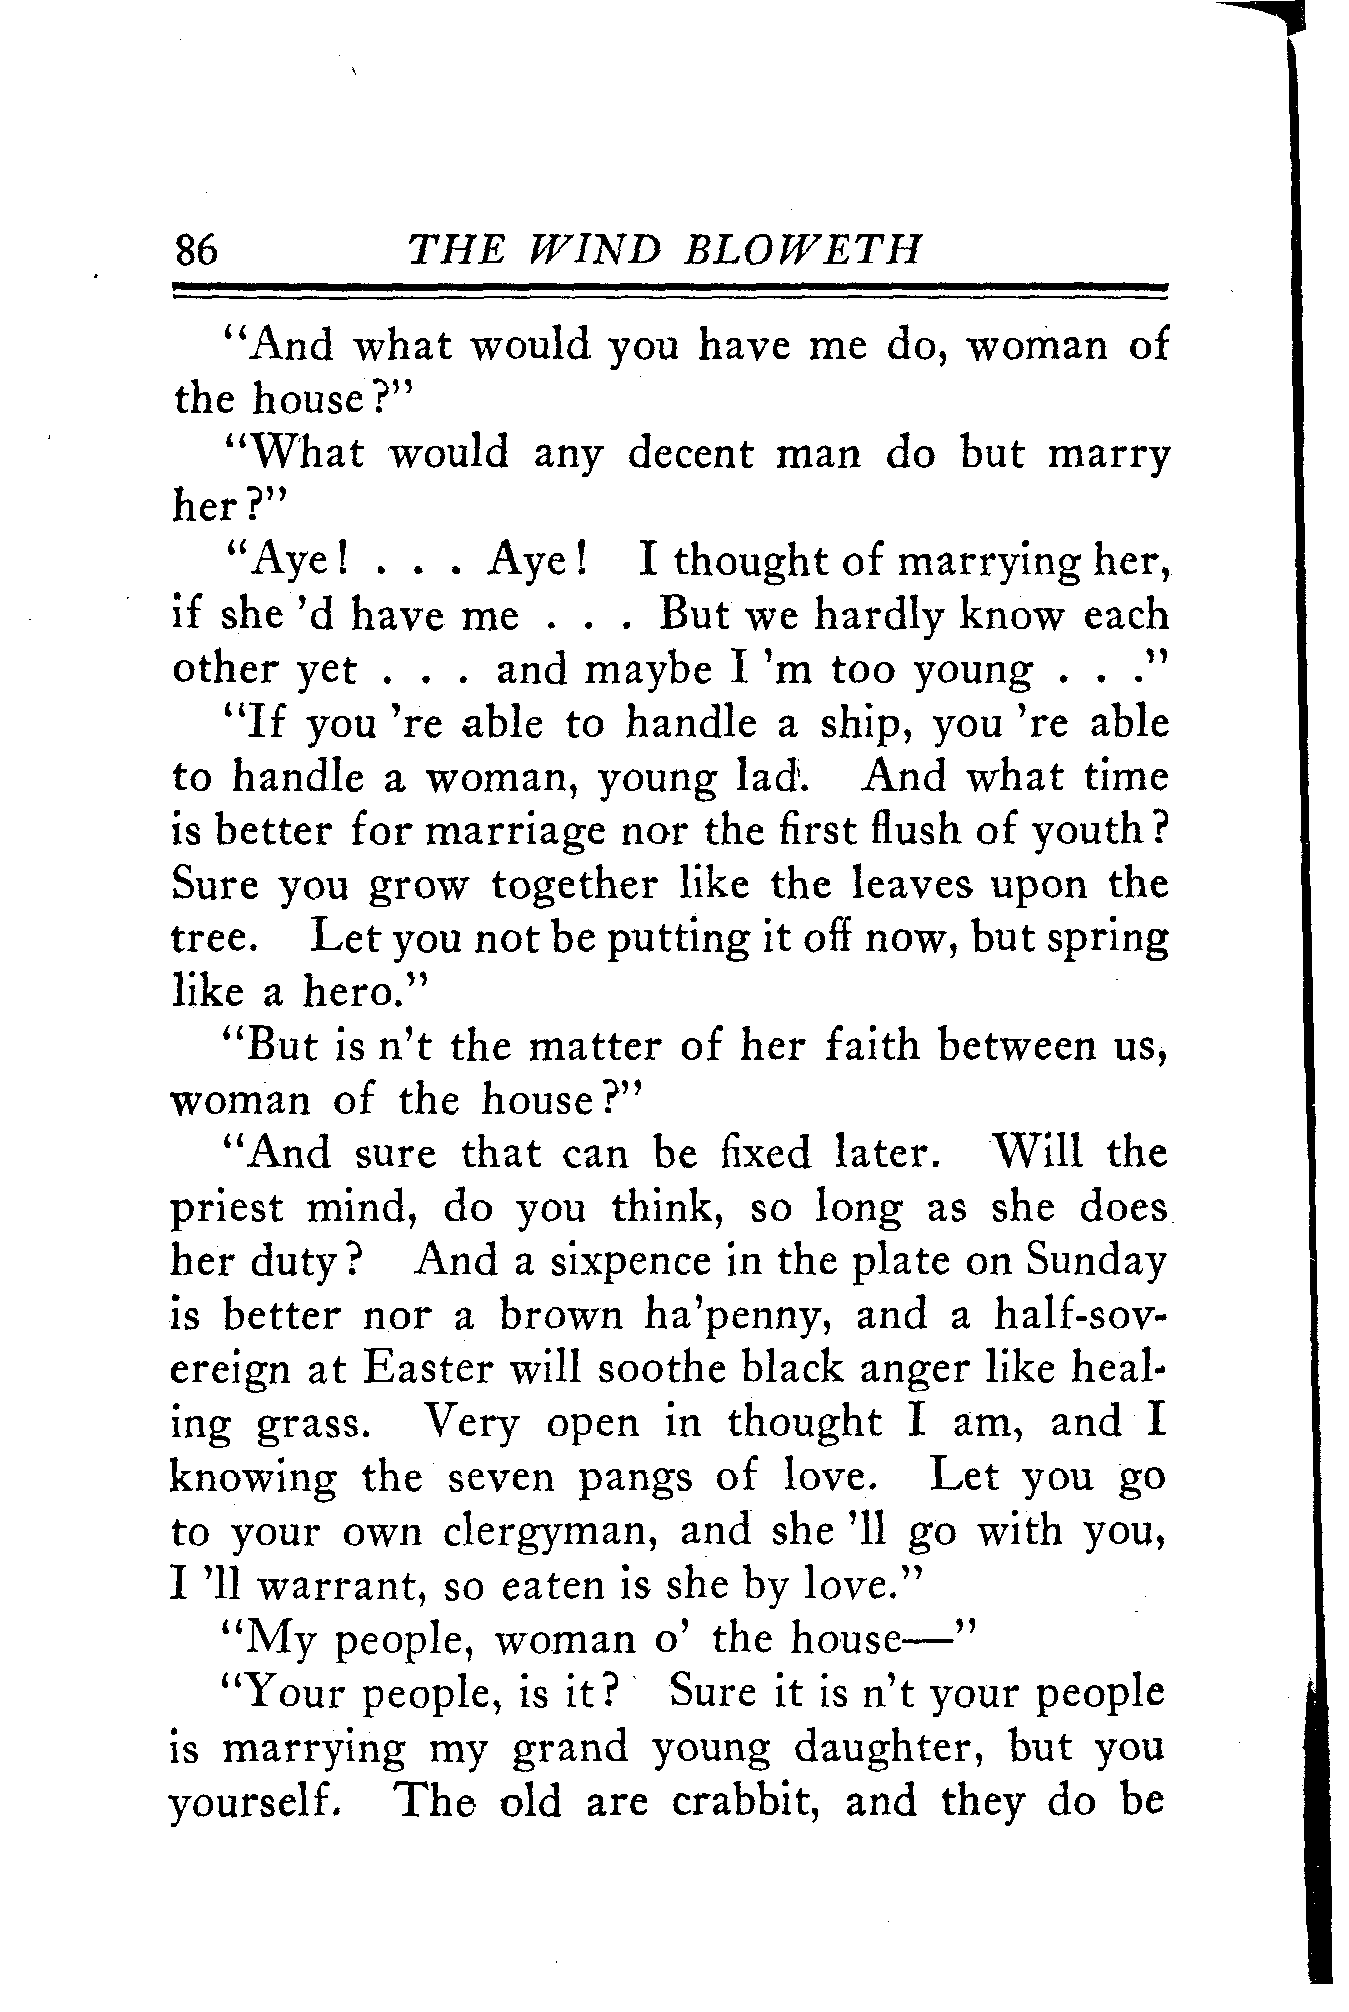 86 THE WIND BLOWETH
"And what would you have me do, woman of
the house?"
"What would any decent man do but marry
her?"
"Aye! . . . Aye! I thought of marrying her,
if she 'd have me . . . But we hardly know each
other yet . . . and maybe I 'm too young . . ."
"If you 're able to handle a ship, you 're able
to handle a woman, young lad. And what time
is better for marriage nor the first flush of youth?
Sure you grow together like the leaves upon the
tree. Let you not be putting it off now, but spring
like a hero."
"But is n't the matter of her faith between us,
woman of the house?"
"And sure that can be fixed later. Will the
priest mind, do you think, so long as she does
her duty? And a sixpence in the plate on Sunday
is better nor a brown ha'penny, and a half-sov-
ereign at Easter will soothe black anger like heal-
ing grass. Very open in thought I am, and I
knowing the seven pangs of love. Let you go
to your own clergyman, and she 'll go with you,
I 'll warrant, so eaten is she by love."
"My people, woman o' the house—"
"Your people, is it? Sure it is n't your people
is marrying my grand young daughter, but you
yourself. The old are crabbit, and they do be